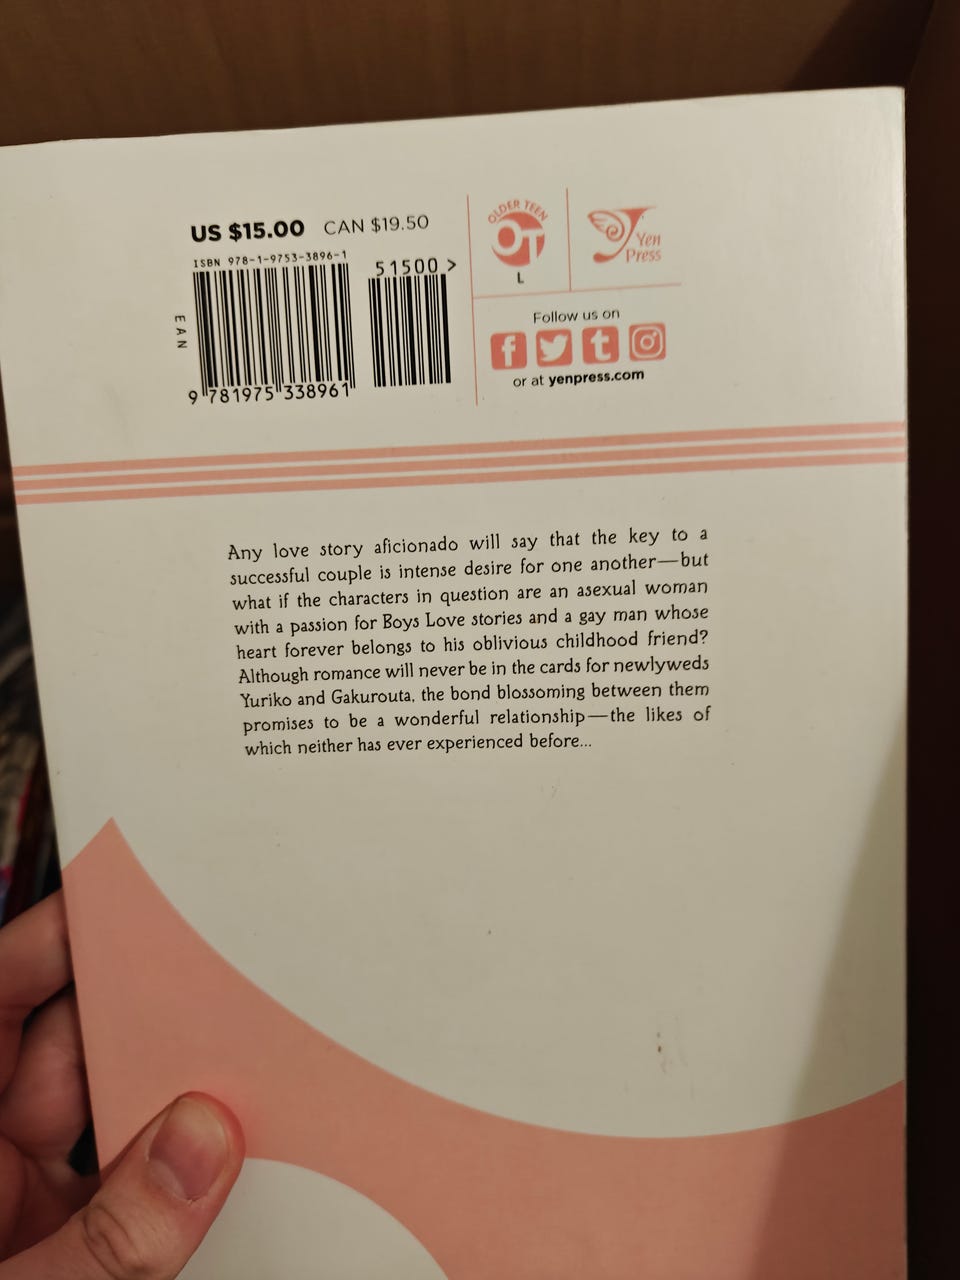 US $15.00 CAN $19.50
ISBN 978-1-9753-3896-1
51500 >
EAN
9 781975 338961
OLDER TEEN
OT
L
Yen
Press
Follow us on
f t
or at yenpress.com
Any love story aficionado will say that the key to a
successful couple is intense desire for one another—but
what if the characters in question are an asexual woman
with a passion for Boys Love stories and a gay man whose
heart forever belongs to his oblivious childhood friend?
Although romance will never be in the cards for newlyweds
Yuriko and Gakurouta, the bond blossoming between them
promises to be a wonderful relationship—the likes of
which neither has ever experienced before...